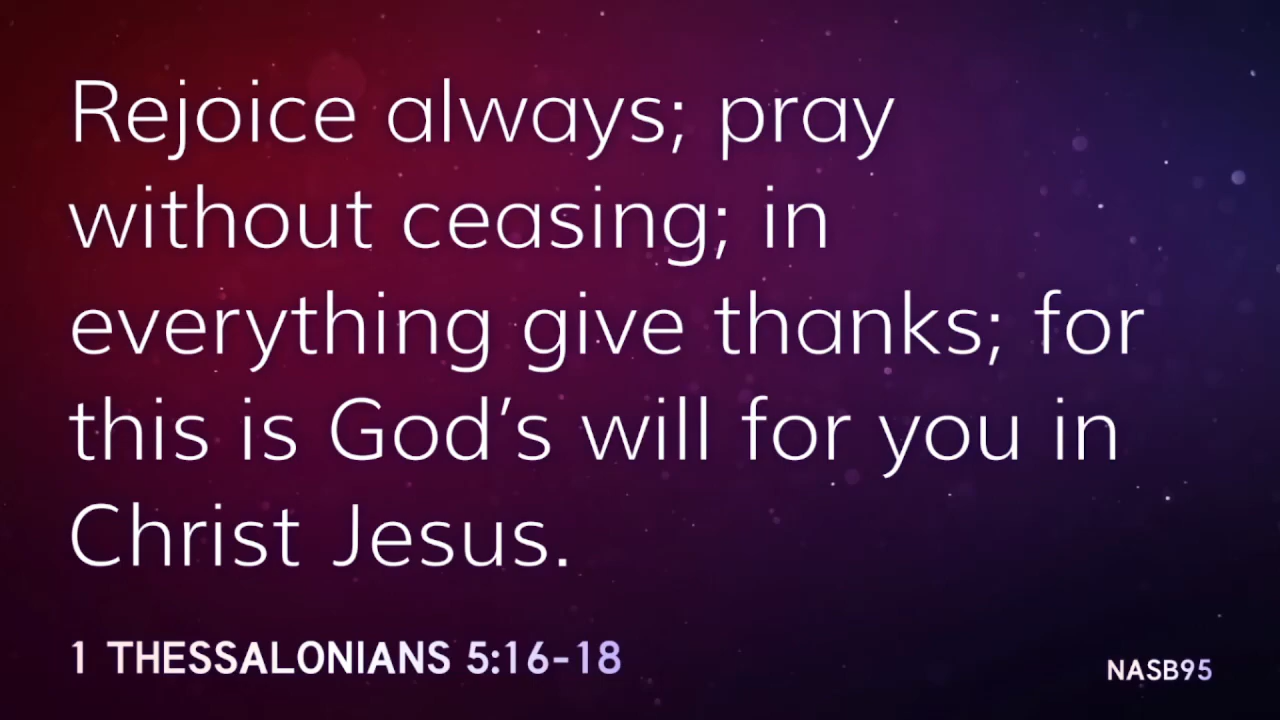 Rejoice always; pray
without ceasing; in
everything give thanks; for
this is God’s will for you in
Christ Jesus.
1 THESSALONIANS 5:16-18
NASB95